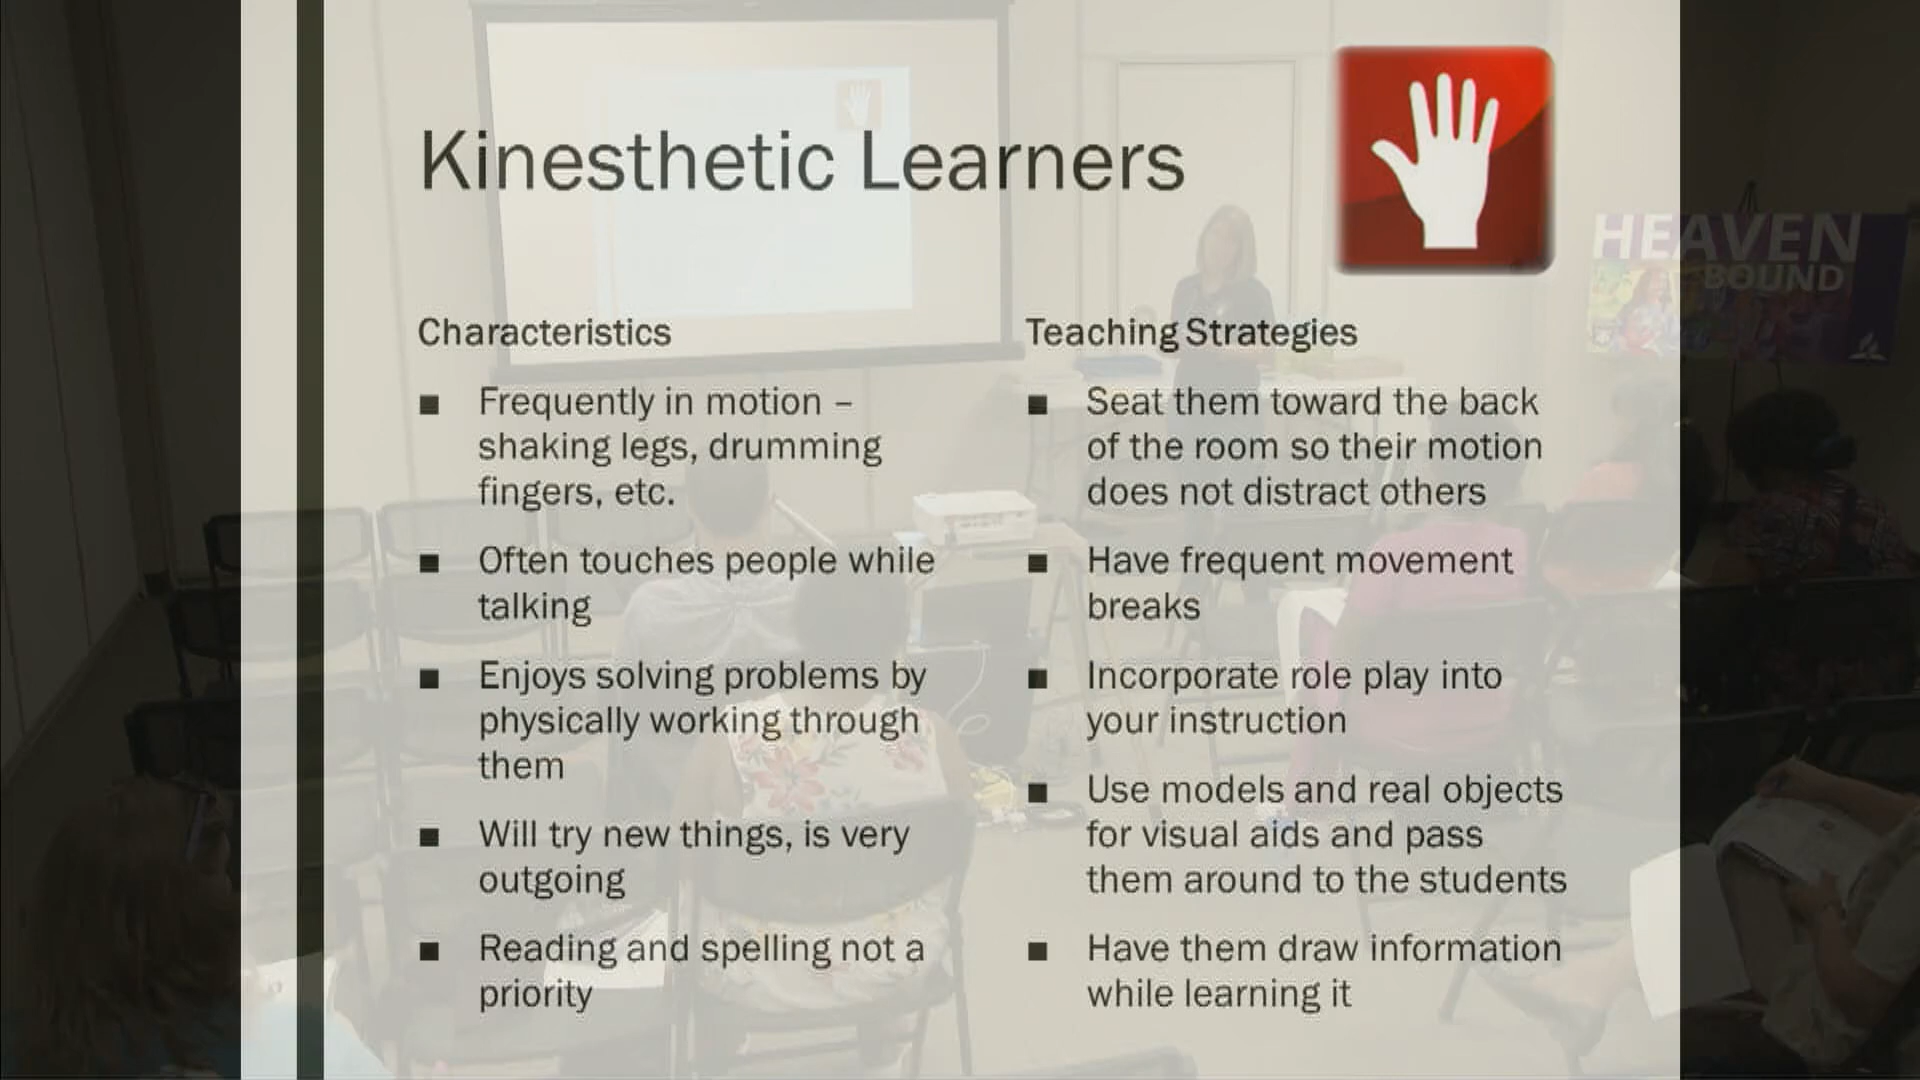 Kinesthetic Learners
HEAVEN
BOUND
Characteristics
■ Frequently in motion –
shaking legs, drumming
fingers, etc.
■ Often touches people while
talking
■ Enjoys solving problems by
physically working through
them
■ Will try new things, is very
outgoing
■ Reading and spelling not a
priority
Teaching Strategies
■ Seat them toward the back
of the room so their motion
does not distract others
■ Have frequent movement
breaks
■ Incorporate role play into
your instruction
■ Use models and real objects
for visual aids and pass
them around to the students
■ Have them draw information
while learning it